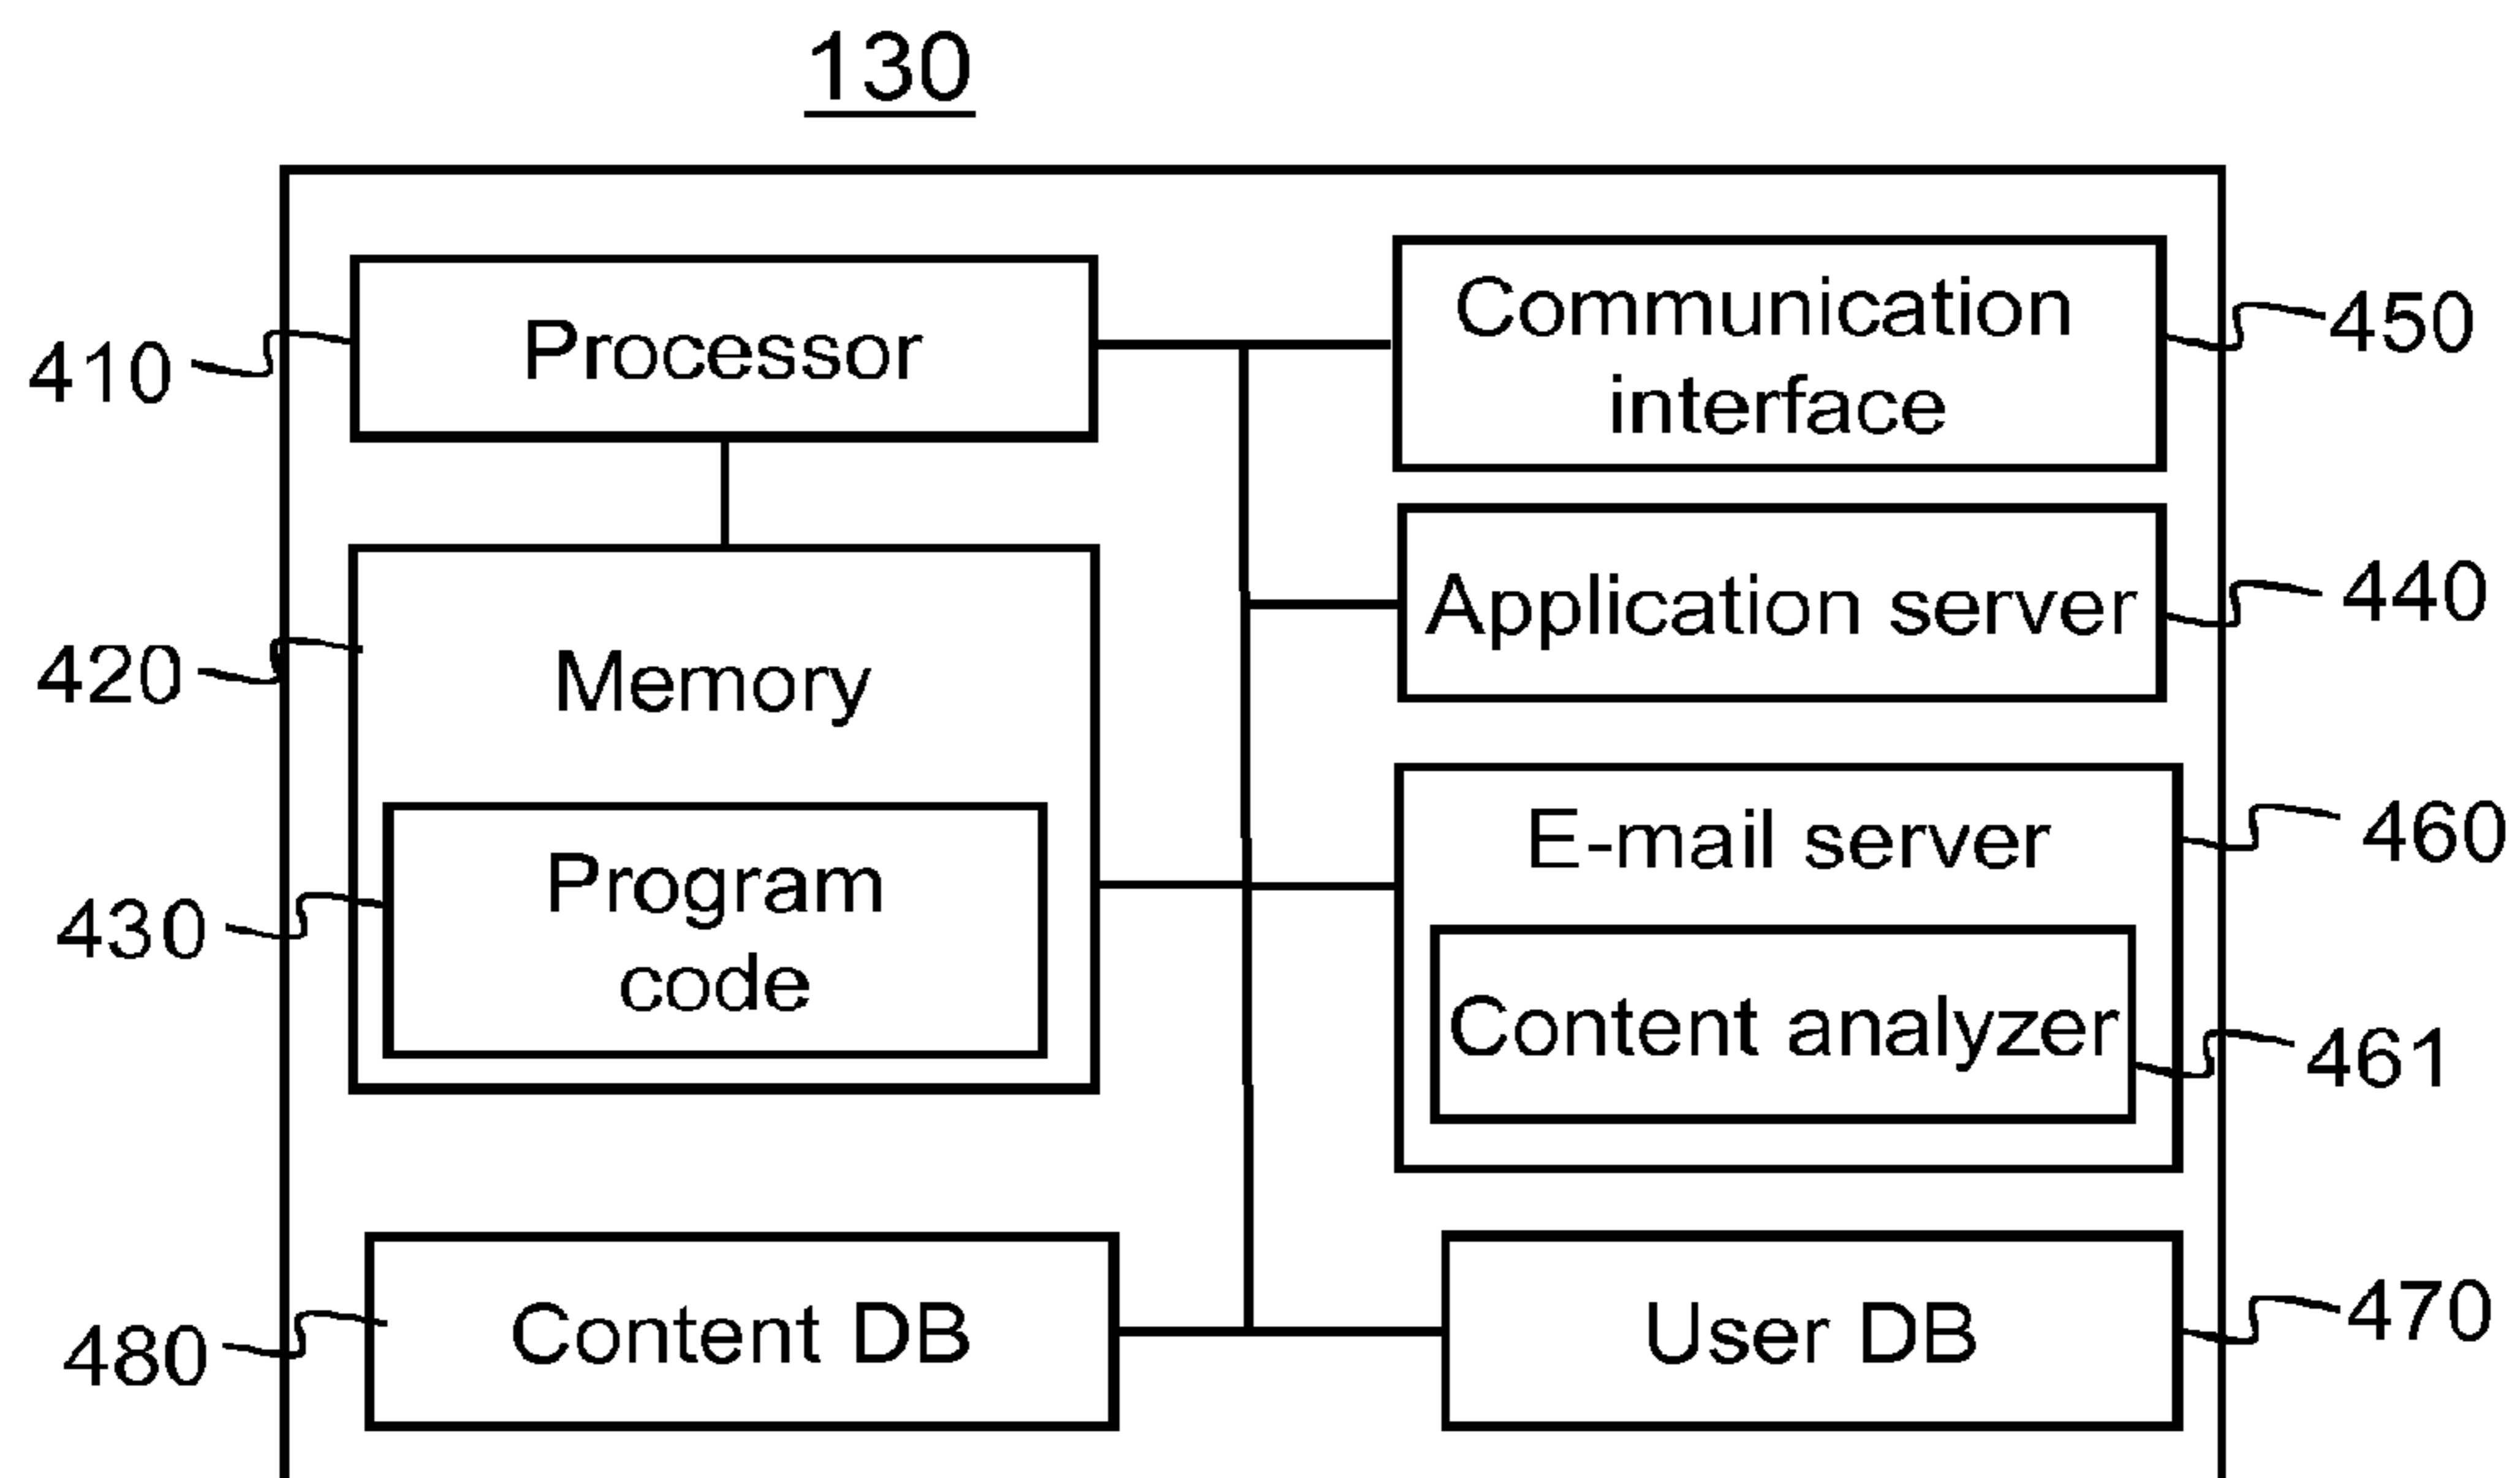 130
Processor
410
Communication
interface
450
Application server
440
Memory
420
Program
code
430
E-mail server
460
Content analyzer
461
Content DB
480
User DB
470